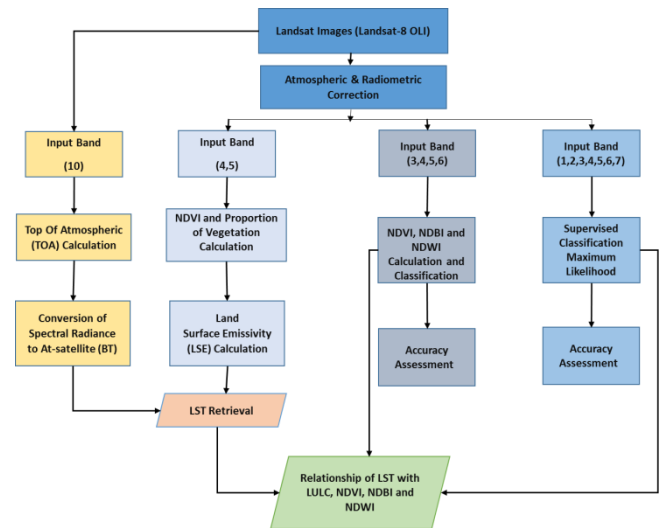 Landsat Images (Landsat-8 OLI)
Atmospheric & Radiometric
Correction
Input Band
(10)
Input Band
(4,5)
Input Band
(3,4,5,6)
Input Band
(1,2,3,4,5,6,7)
Top Of Atmospheric
(TOA) Calculation
NDVI and Proportion
of Vegetation
Calculation
NDVI, NDBI and
NDWI
Calculation and
Classification
Supervised
Classification
Maximum
Likelihood
Conversion of
Spectral Radiance
to At-satellite (BT)
Land
Surface Emissivity
(LSE) Calculation
Accuracy
Assessment
Accuracy
Assessment
LST Retrieval
Relationship of LST with
LULC, NDVI, NDBI and
NDWI